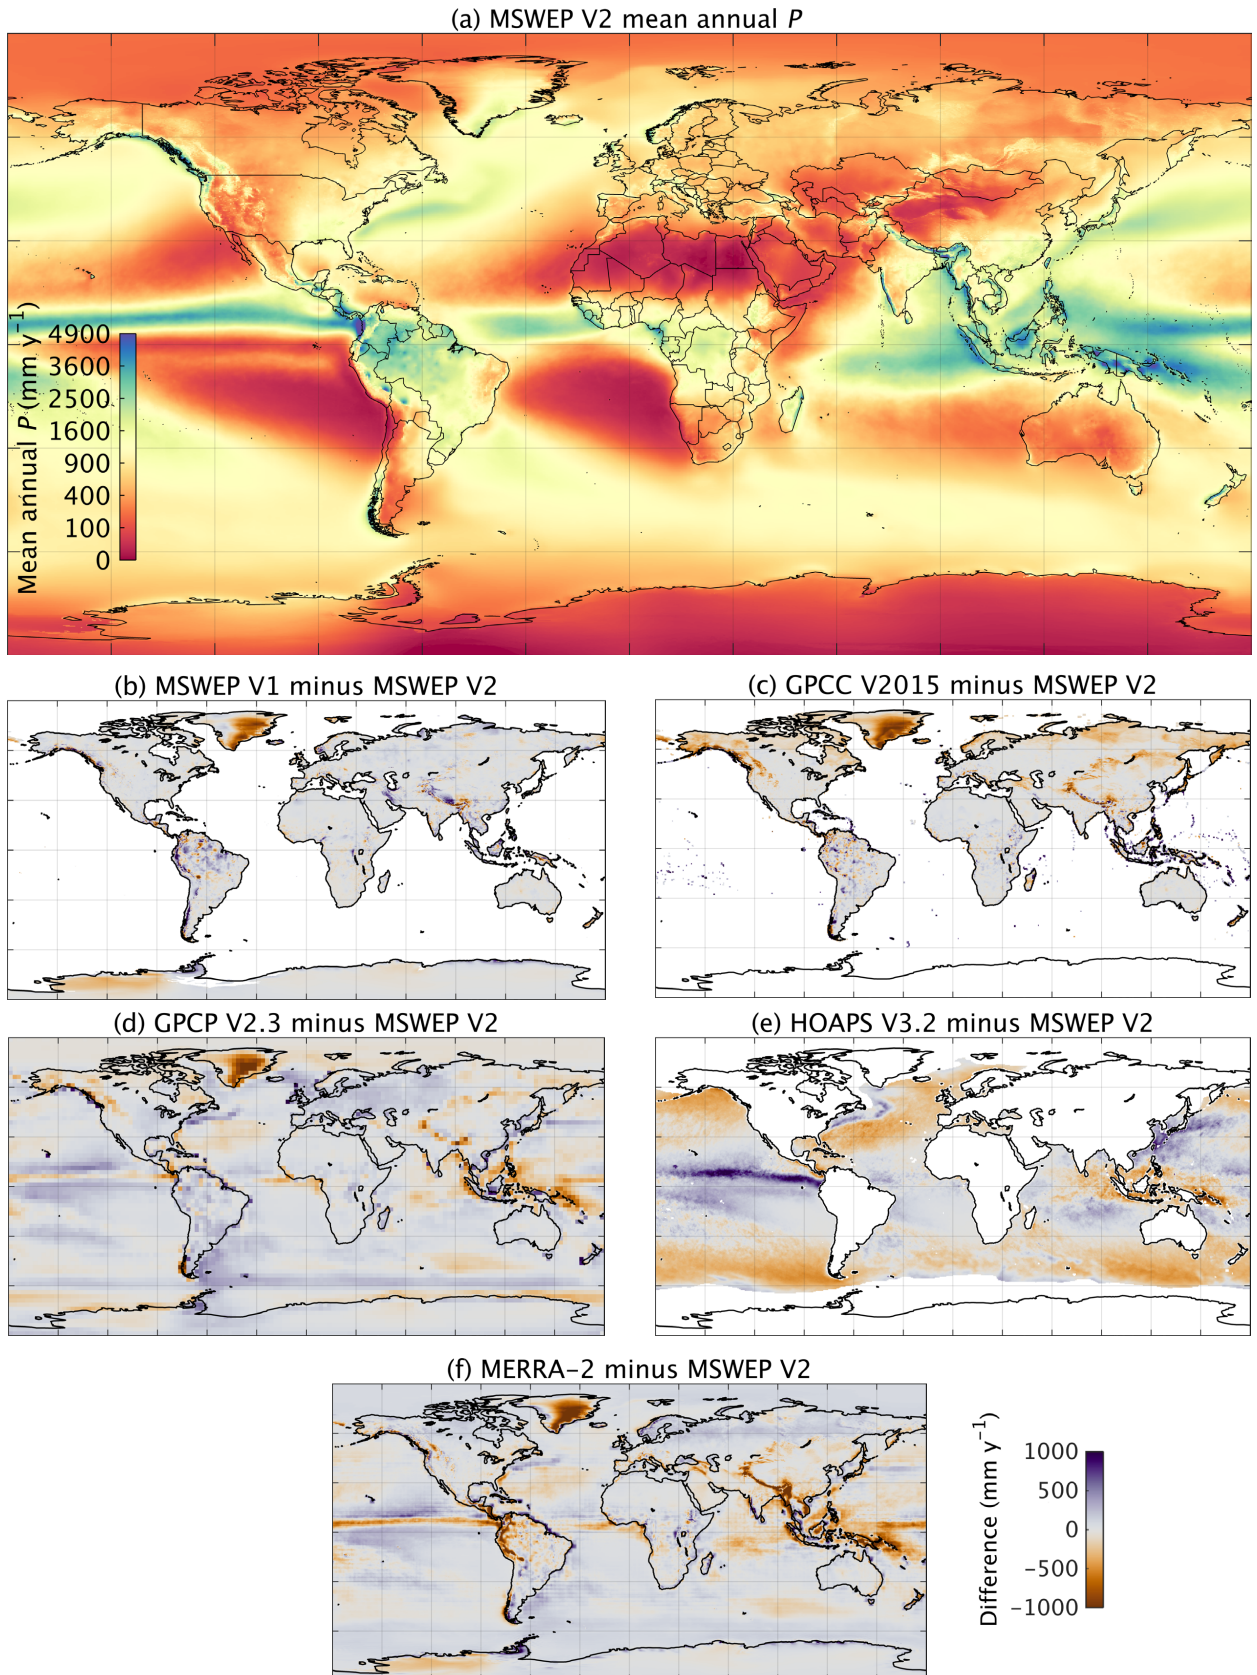 (a) MSWEP V2 mean annual P
Mean annual P (mm y−1)
4900
3600
2500
1600
900
400
100
0
(b) MSWEP V1 minus MSWEP V2
(c) GPCC V2015 minus MSWEP V2
(d) GPCP V2.3 minus MSWEP V2
(e) HOAPS V3.2 minus MSWEP V2
(f) MERRA−2 minus MSWEP V2
Difference (mm y−1)
1000
500
0
−500
−1000